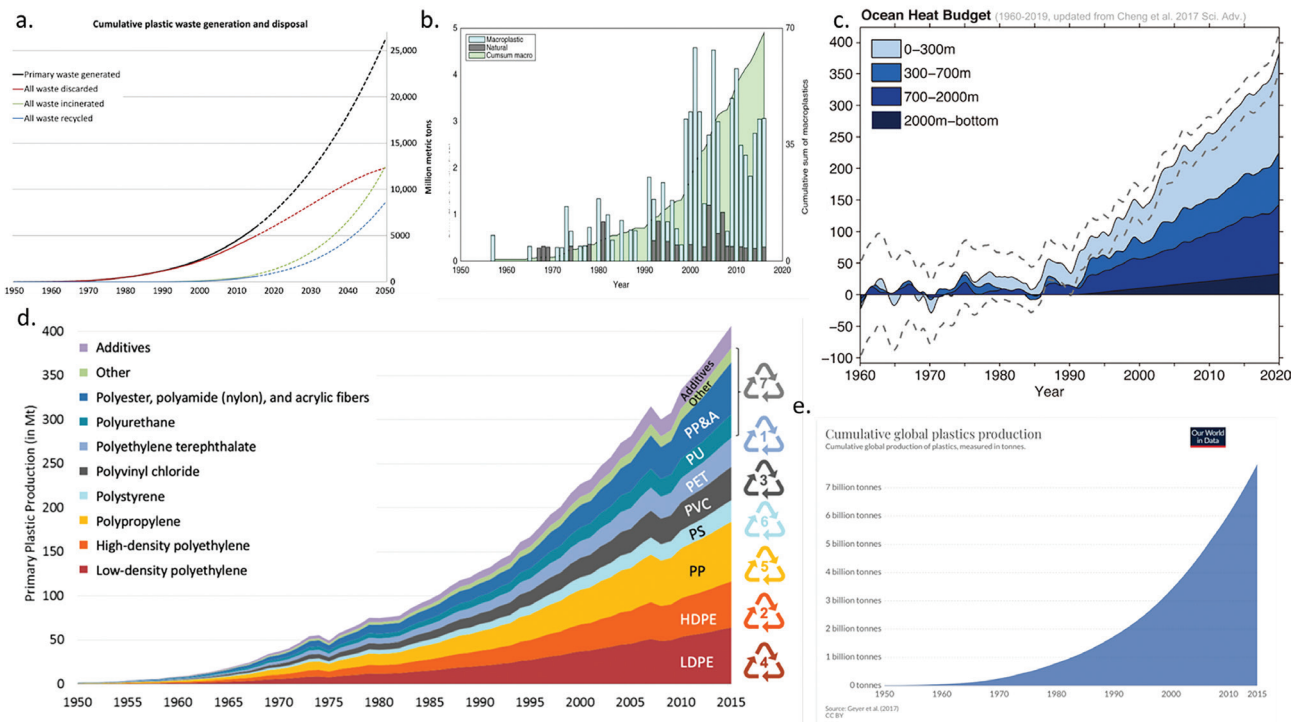 a.
Cumulative plastic waste generation and disposal
Primary waste generated
All waste discarded
All waste incinerated
All waste recycled
25,000
20,000
15,000
10,000
5000
0
Million metric tons
1950 1960 1970 1980 1990 2000 2010 2020 2030 2040 2050
b.
Macroplastic
Natural
Cumsum macro
5
4
3
2
1
0
70
35
0
Cumulative sum of macroplastics
1950 1960 1970 1980 1990 2000 2010 2020
Year
c.
Ocean Heat Budget (1960-2019, updated from Cheng et al. 2017 Sci. Adv.)
0-300m
300-700m
700-2000m
2000m-bottom
400
350
300
250
200
150
100
50
0
-50
-100
1960 1970 1980 1990 2000 2010 2020
Year
d.
Primary Plastic Production (in Mt)
400
350
300
250
200
150
100
50
0
Additives
Other
Polyester, polyamide (nylon), and acrylic fibers
Polyurethane
Polyethylene terephthalate
Polyvinyl chloride
Polystyrene
Polypropylene
High-density polyethylene
Low-density polyethylene
Additives
Other
PP&A
PU
PET
PVC
PS
PP
HDPE
LDPE
7
1
3
6
5
2
4
1950 1955 1960 1965 1970 1975 1980 1985 1990 1995 2000 2005 2010 2015
e.
Cumulative global plastics production
Cumulative global production of plastics, measured in tonnes.
Our World
in Data
7 billion tonnes
6 billion tonnes
5 billion tonnes
4 billion tonnes
3 billion tonnes
2 billion tonnes
1 billion tonnes
0 tonnes
1950 1960 1970 1980 1990 2000 2015
Source: Geyer et al. (2017)
CC BY